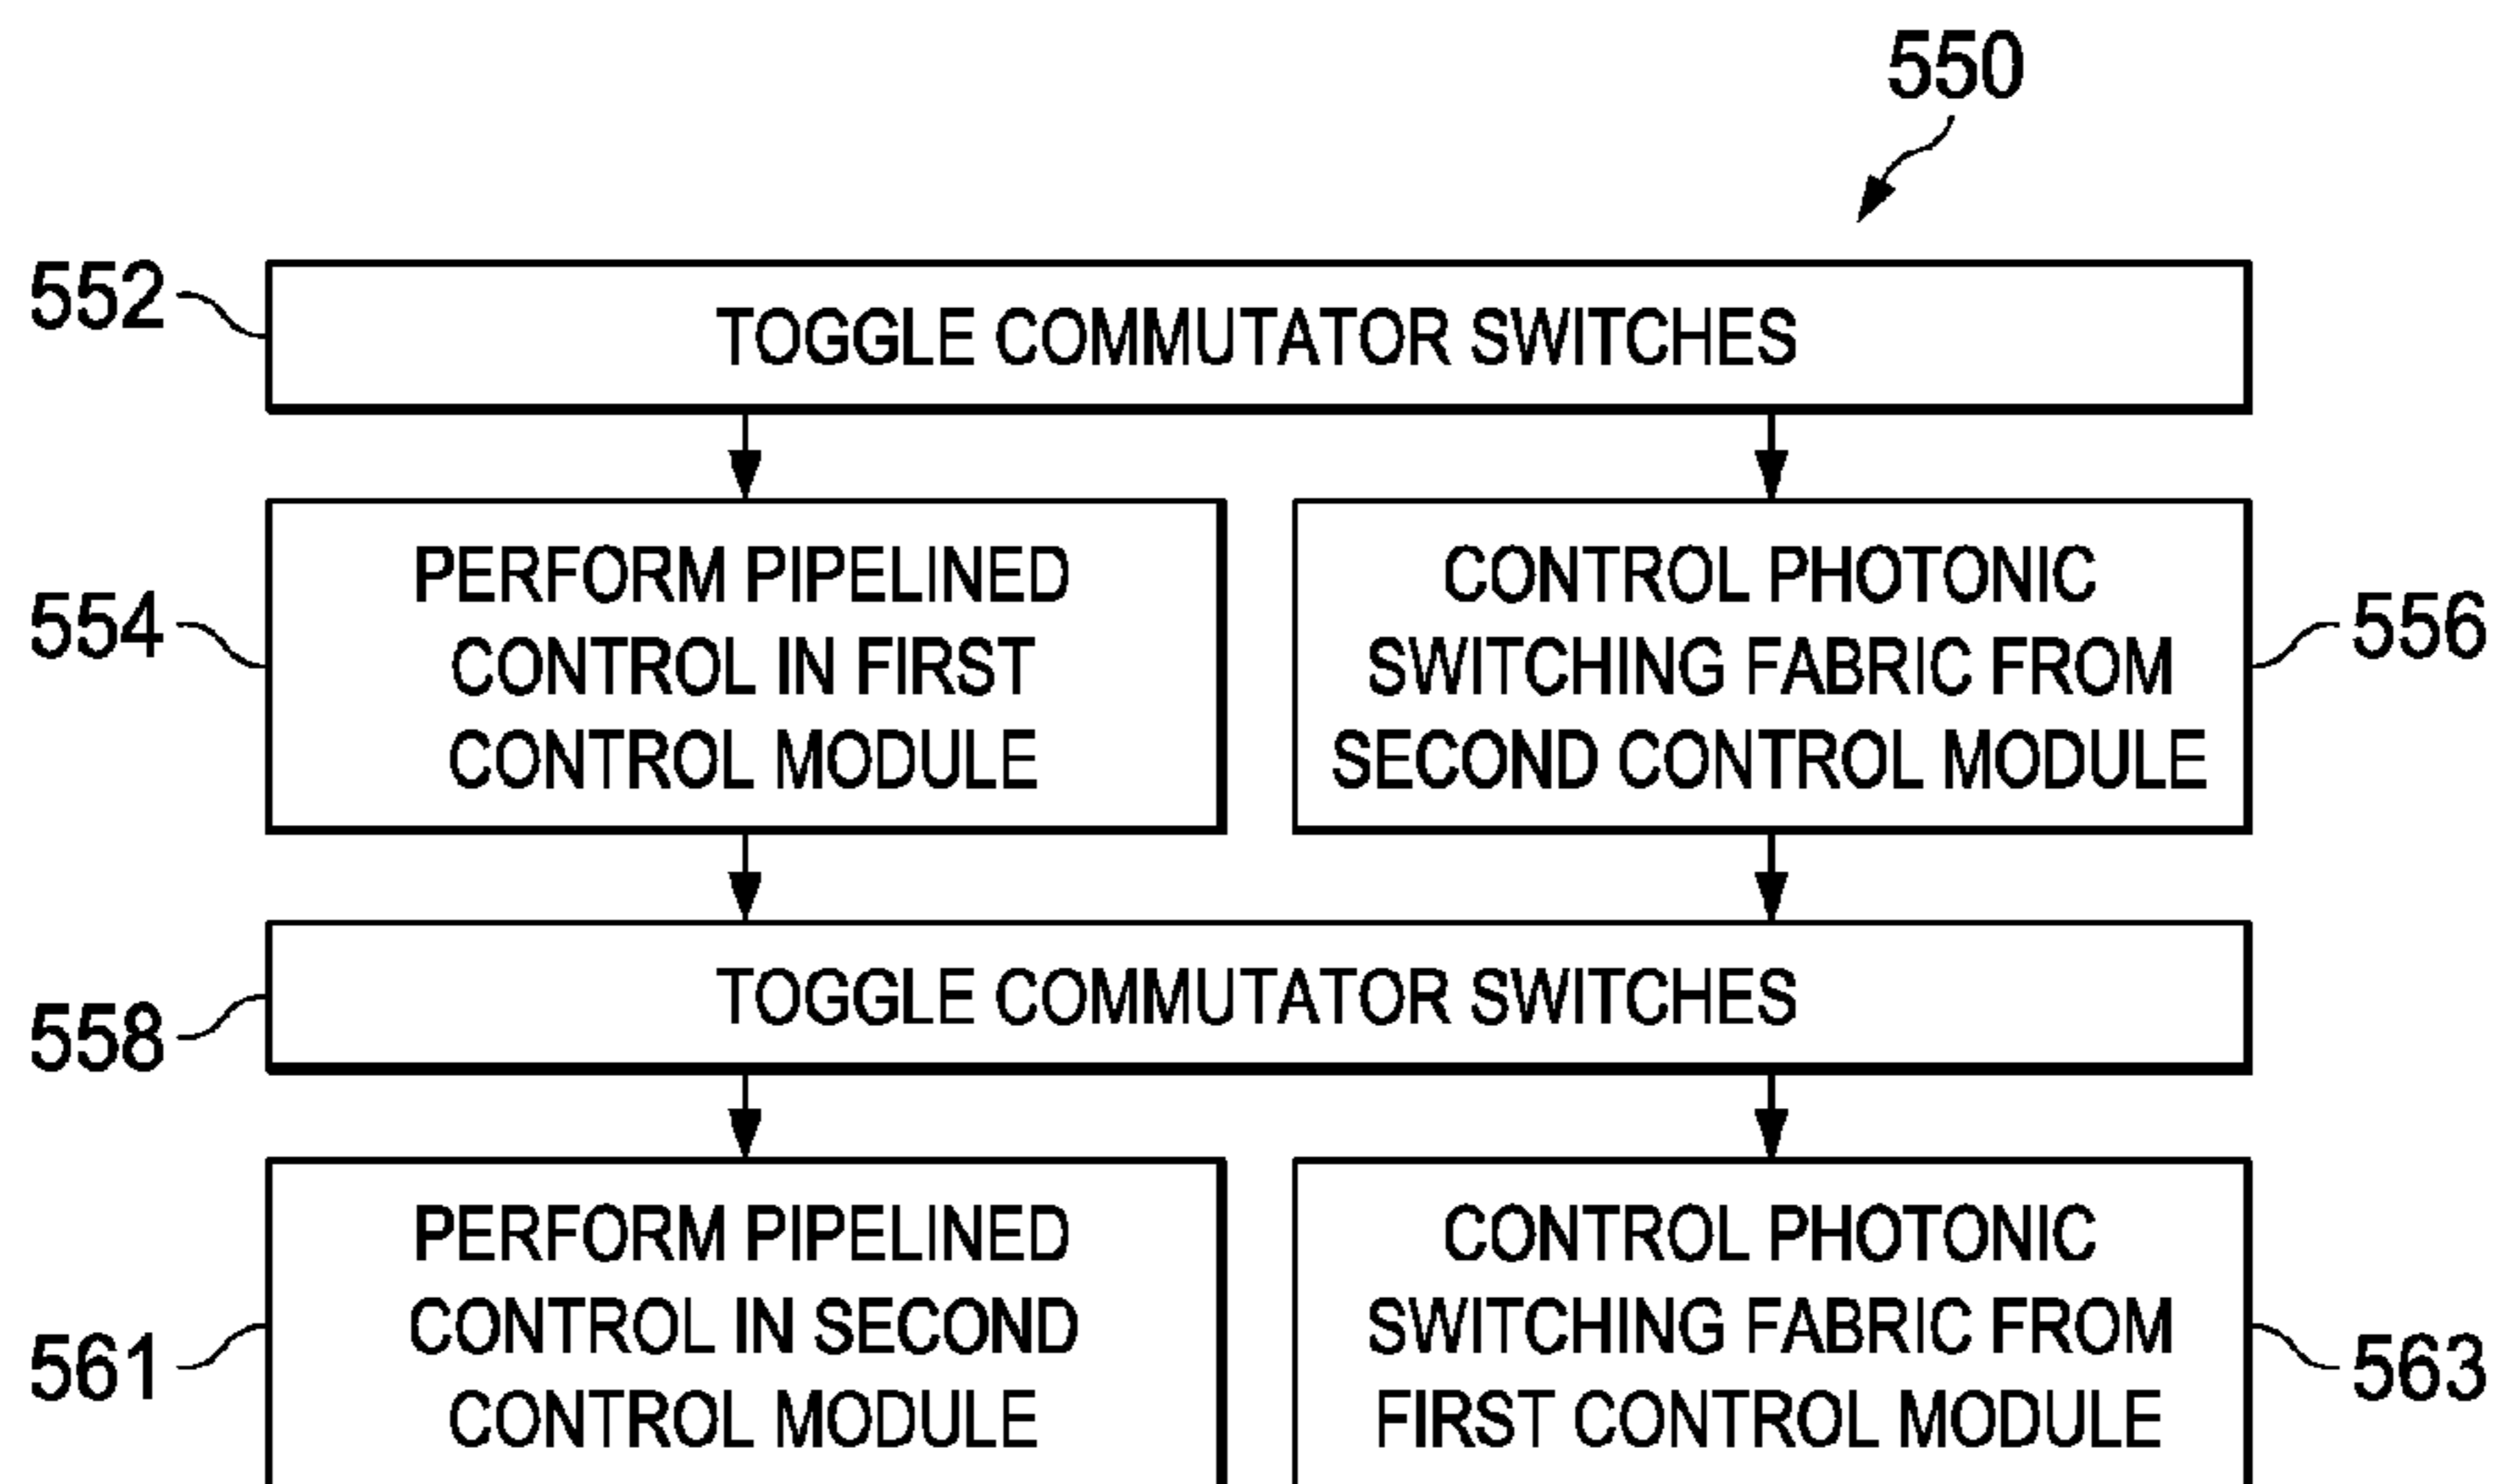 550
552
TOGGLE COMMUTATOR SWITCHES
554
PERFORM PIPELINED
CONTROL IN FIRST
CONTROL MODULE
CONTROL PHOTONIC
SWITCHING FABRIC FROM
SECOND CONTROL MODULE
556
558
TOGGLE COMMUTATOR SWITCHES
561
PERFORM PIPELINED
CONTROL IN SECOND
CONTROL MODULE
CONTROL PHOTONIC
SWITCHING FABRIC FROM
FIRST CONTROL MODULE
563